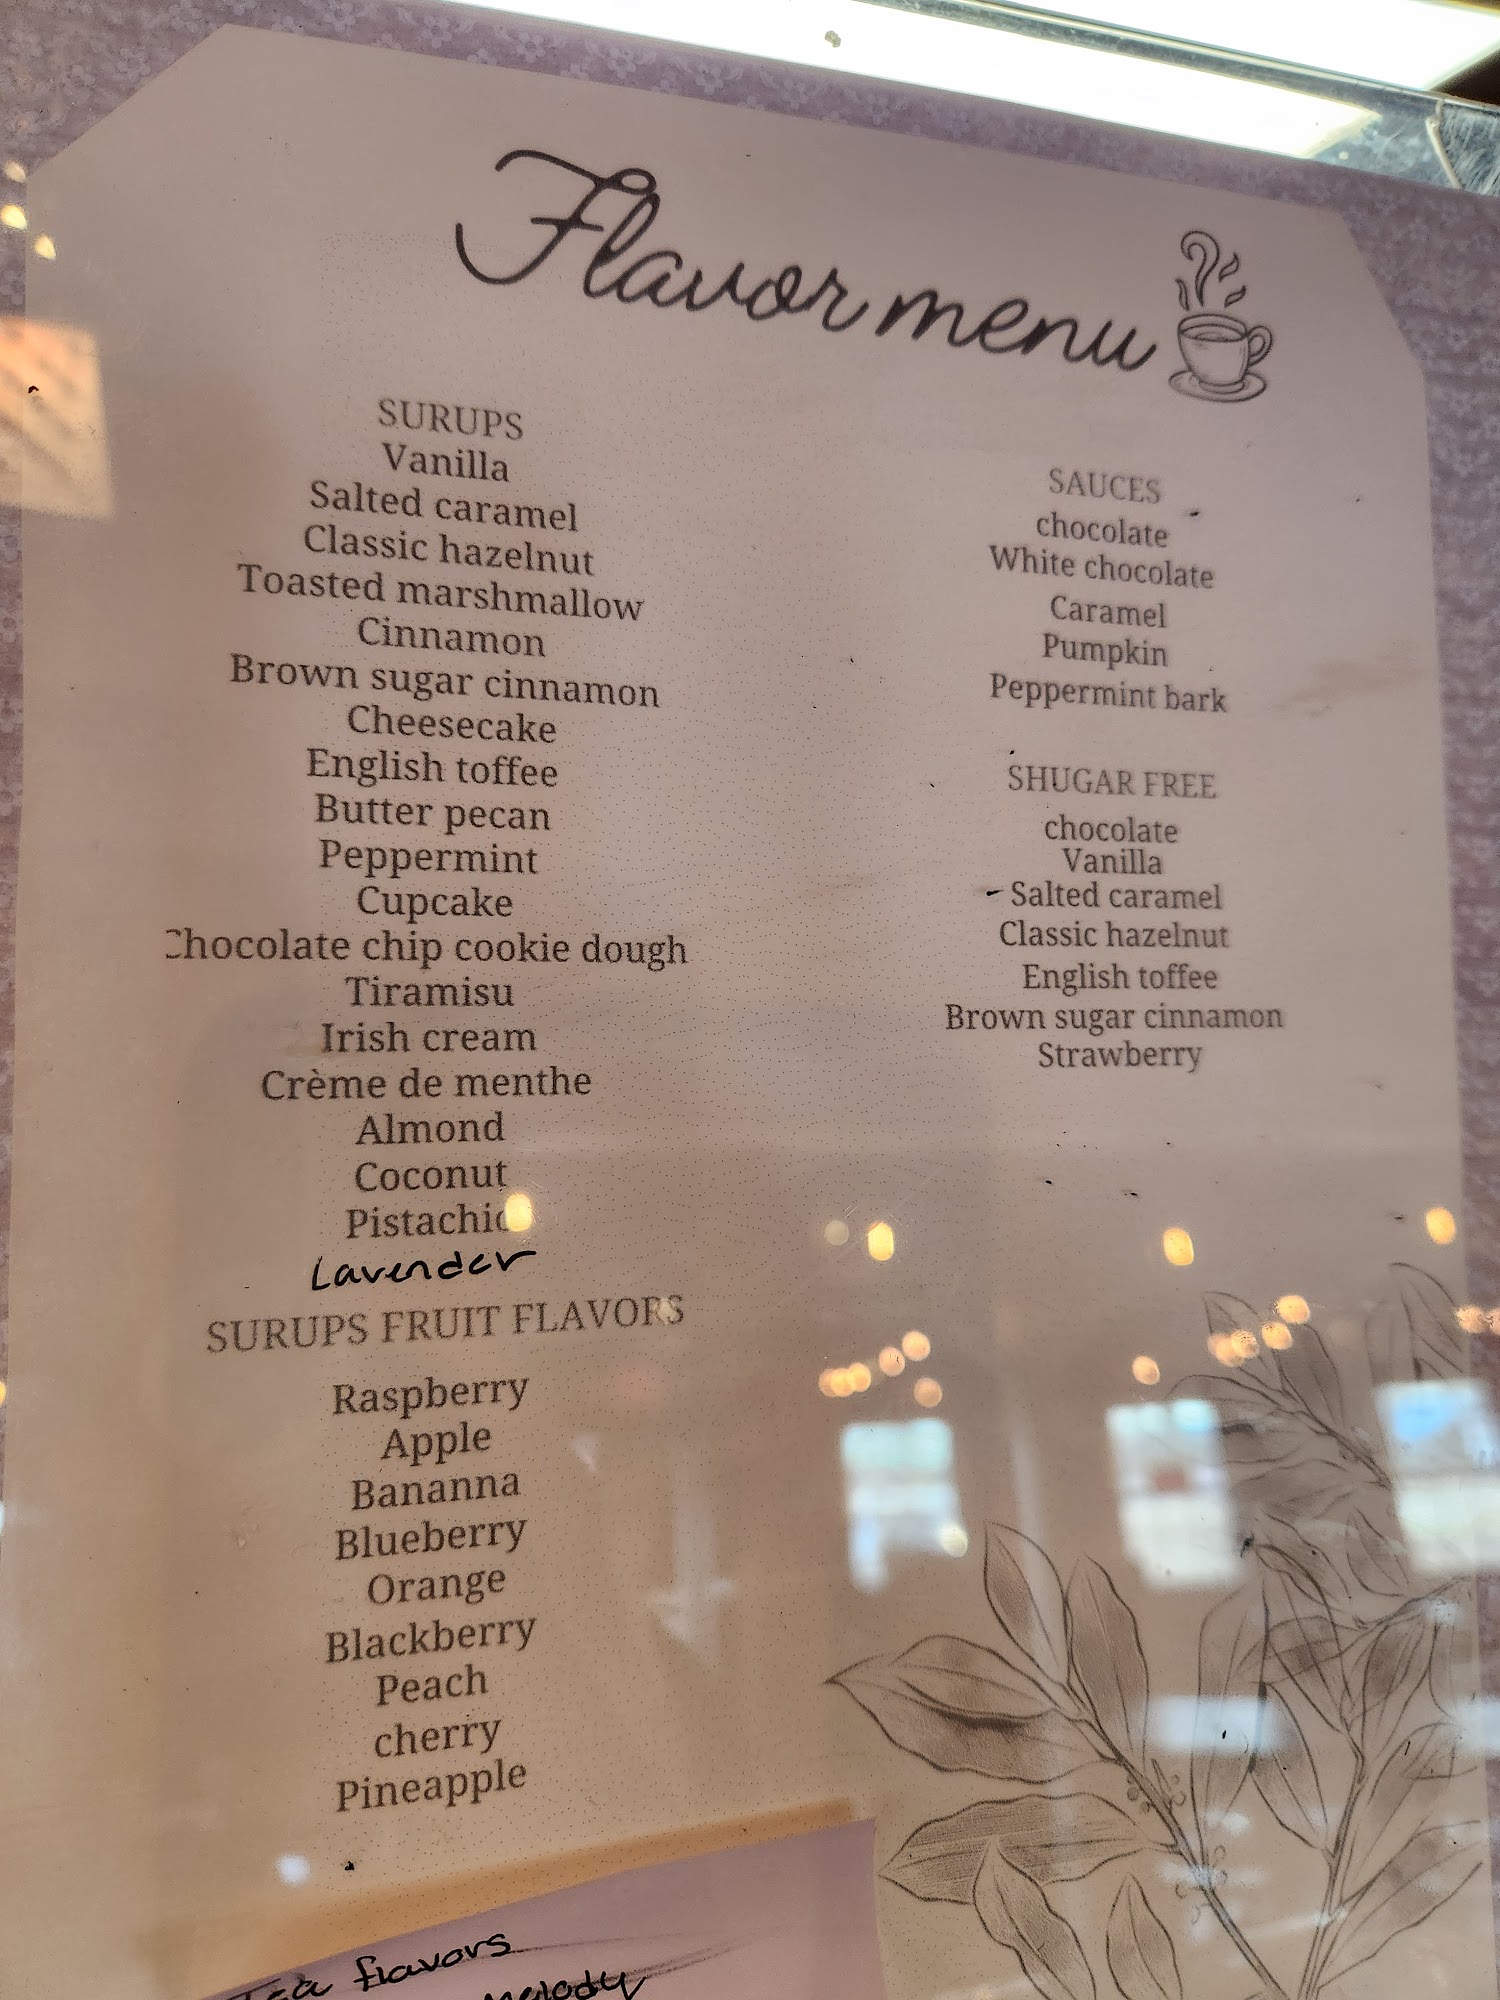 Flavor menu
SURUPS
Vanilla
Salted caramel
Classic hazelnut
Toasted marshmallow
Cinnamon
Brown sugar cinnamon
Cheesecake
English toffee
Butter pecan
Peppermint
Cupcake
Chocolate chip cookie dough
Tiramisu
Irish cream
Crème de menthe
Almond
Coconut
Pistachio
Lavender
SURUPS FRUIT FLAVORS
Raspberry
Apple
Bananna
Blueberry
Orange
Blackberry
Peach
cherry
Pineapple
SAUCES
chocolate
White chocolate
Caramel
Pumpkin
Peppermint bark
SHUGAR FREE
chocolate
Vanilla
Salted caramel
Classic hazelnut
English toffee
Brown sugar cinnamon
Strawberry
Tea flavors
melody